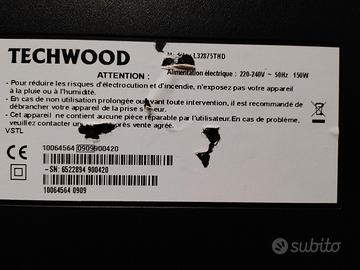 TECHWOOD
L32875THD
ATTENTION :
Alimentation électrique : 220-240V ~ 50Hz 150W
- Pour réduire les risques d'électrocution et d'incendie, n'exposez pas votre appareil
à la pluie ou à l'humidité.
- En cas de non utilisation prolongée ou avant toute intervention, il est recommandé de
débrancher votre appareil de la prise secteur.
- Cet appareil ne contient aucune pièce réparable par l'utilisateur. En cas de problème,
veuillez contacter un après vente agréé.
VSTL
CE
10064564 0909900420
-SN: 6522894 900420
10064564 0909
subito